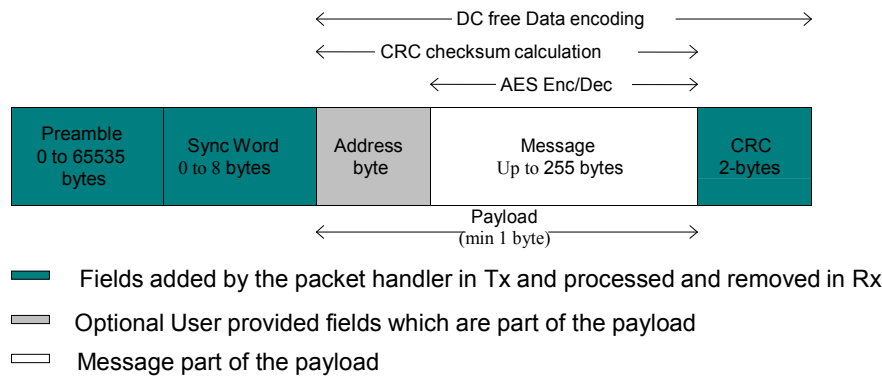 DC free Data encoding
CRC checksum calculation
AES Enc/Dec
Preamble
0 to 65535
bytes
Sync Word
0 to 8 bytes
Address
byte
Message
Up to 255 bytes
CRC
2-bytes
Payload
(min 1 byte)
Fields added by the packet handler in Tx and processed and removed in Rx
Optional User provided fields which are part of the payload
Message part of the payload